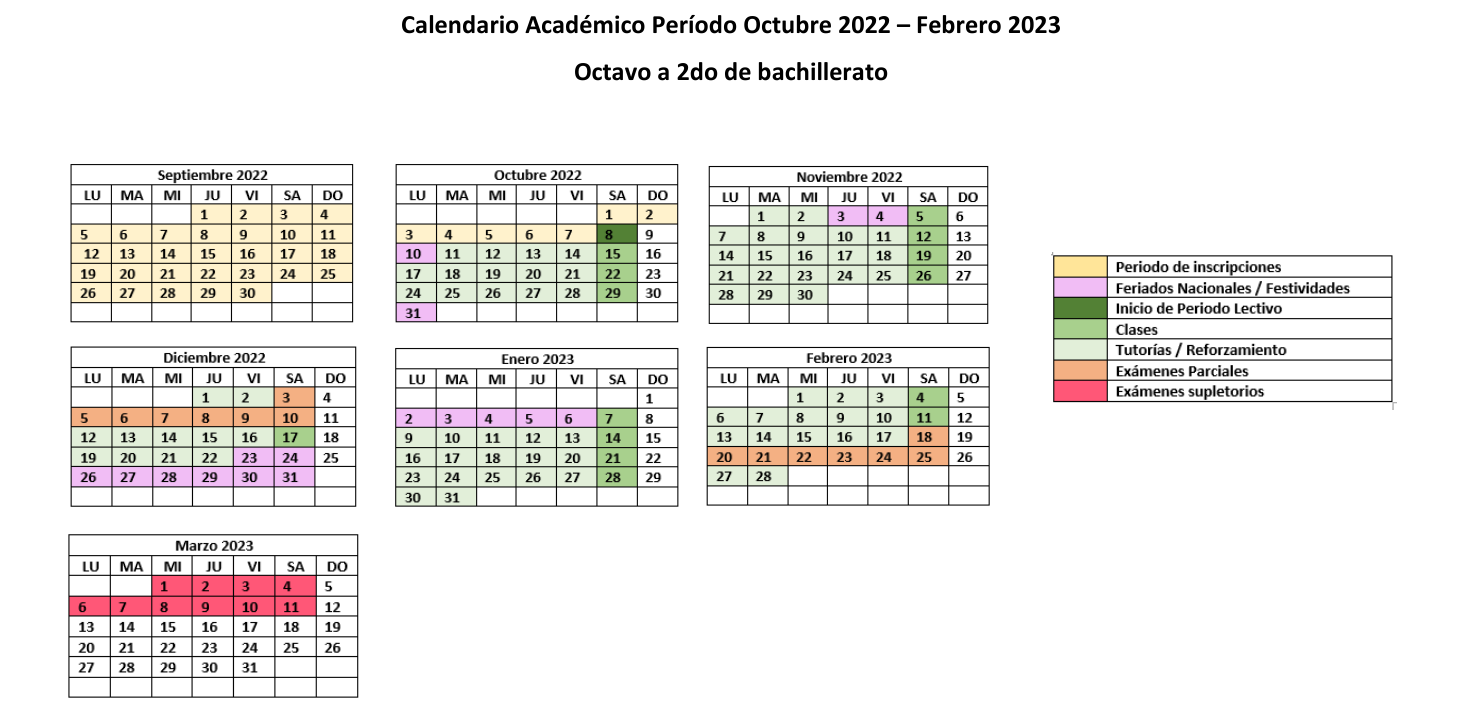 Calendario Académico Período Octubre 2022 – Febrero 2023
Octavo a 2do de bachillerato
Septiembre 2022
LU MA MI JU VI SA DO
1 2 3 4
5 6 7 8 9 10 11
12 13 14 15 16 17 18
19 20 21 22 23 24 25
26 27 28 29 30
Octubre 2022
LU MA MI JU VI SA DO
1 2
3 4 5 6 7 8 9
10 11 12 13 14 15 16
17 18 19 20 21 22 23
24 25 26 27 28 29 30
31
Noviembre 2022
LU MA MI JU VI SA DO
1 2 3 4 5 6
7 8 9 10 11 12 13
14 15 16 17 18 19 20
21 22 23 24 25 26 27
28 29 30
Periodo de inscripciones
Feriados Nacionales / Festividades
Inicio de Periodo Lectivo
Clases
Tutorías / Reforzamiento
Exámenes Parciales
Exámenes supletorios
Diciembre 2022
LU MA MI JU VI SA DO
1 2 3 4
5 6 7 8 9 10 11
12 13 14 15 16 17 18
19 20 21 22 23 24 25
26 27 28 29 30 31
Enero 2023
LU MA MI JU VI SA DO
1
2 3 4 5 6 7 8
9 10 11 12 13 14 15
16 17 18 19 20 21 22
23 24 25 26 27 28 29
30 31
Febrero 2023
LU MA MI JU VI SA DO
1 2 3 4 5
6 7 8 9 10 11 12
13 14 15 16 17 18 19
20 21 22 23 24 25 26
27 28
Marzo 2023
LU MA MI JU VI SA DO
1 2 3 4 5
6 7 8 9 10 11 12
13 14 15 16 17 18 19
20 21 22 23 24 25 26
27 28 29 30 31